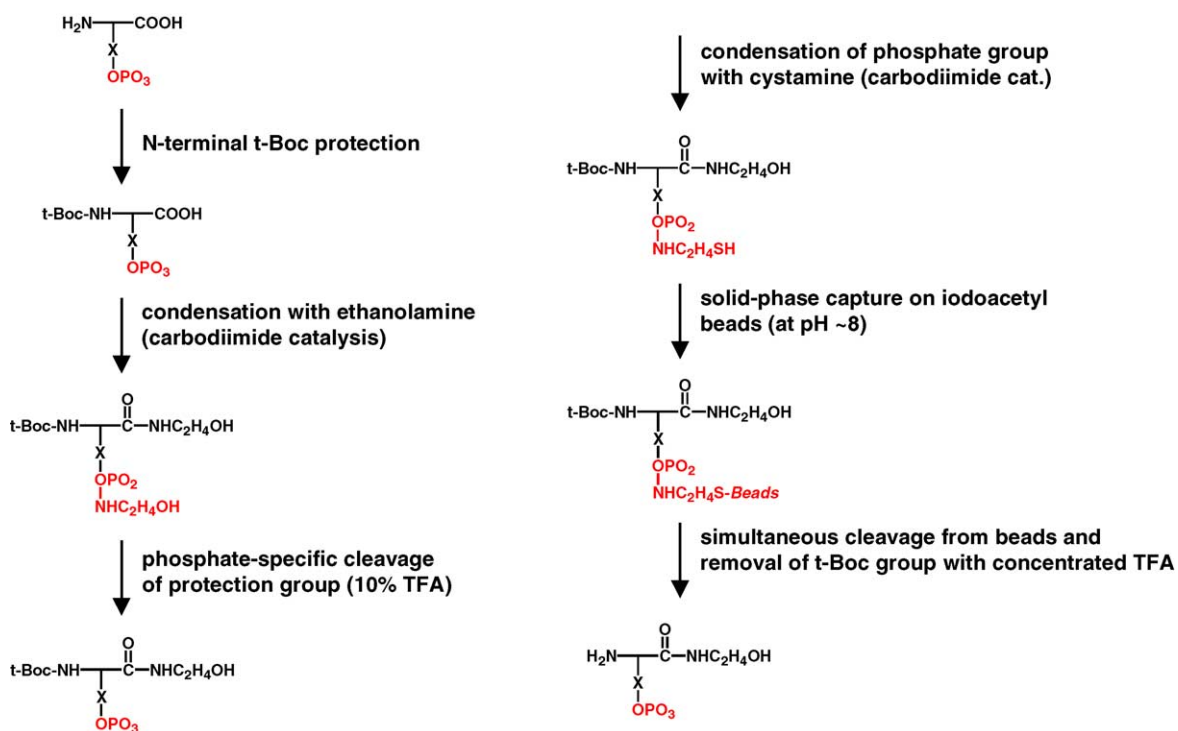 H₂N COOH
X
OPO₃
N-terminal t-Boc protection
t-Boc-NH COOH
X
OPO₃
condensation with ethanolamine
(carbodiimide catalysis)
O
t-Boc-NH C NHC₂H₄OH
X
OPO₂
NHC₂H₄OH
phosphate-specific cleavage
of protection group (10% TFA)
O
t-Boc-NH C NHC₂H₄OH
X
OPO₃
condensation of phosphate group
with cystamine (carbodiimide cat.)
O
t-Boc-NH C NHC₂H₄OH
X
OPO₂
NHC₂H₄SH
solid-phase capture on iodoacetyl
beads (at pH ~8)
O
t-Boc-NH C NHC₂H₄OH
X
OPO₂
NHC₂H₄S-Beads
simultaneous cleavage from beads and
removal of t-Boc group with concentrated TFA
O
H₂N C NHC₂H₄OH
X
OPO₃